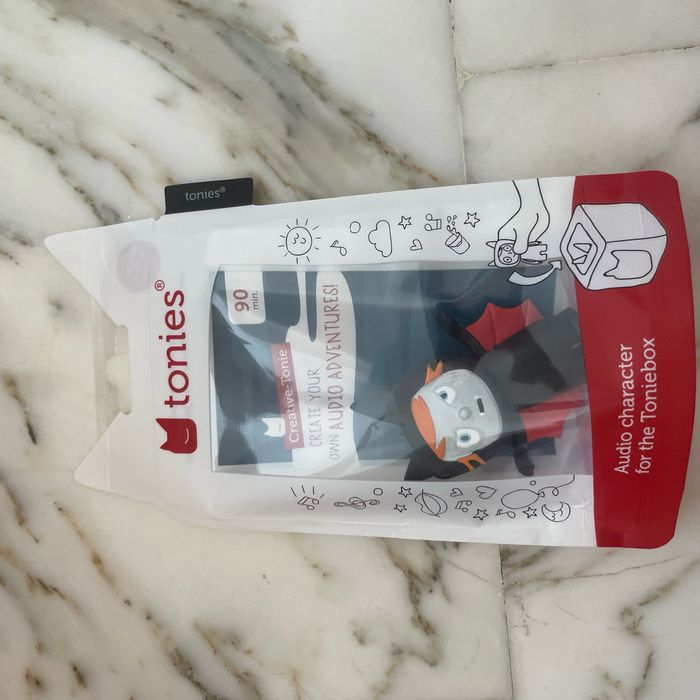 tonies®
tonies®
90
min.
Creative-Tonie
CREATE YOUR
OWN AUDIO ADVENTURES!
Audio character
for the Toniebox